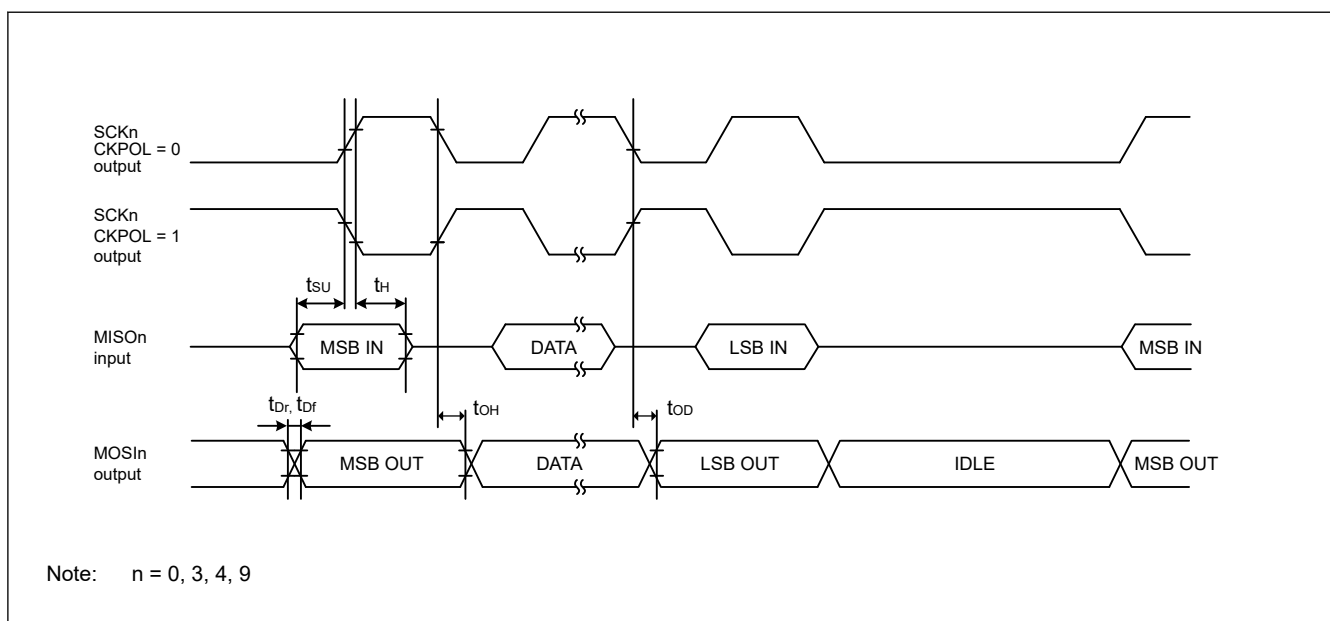 SCKn
CKPOL = 0
output
SCKn
CKPOL = 1
output
tSU
tH
MISOn
input
MSB IN
DATA
LSB IN
MSB IN
tDr, tDf
tOH
tOD
MOSIn
output
MSB OUT
DATA
LSB OUT
IDLE
MSB OUT
Note: n = 0, 3, 4, 9